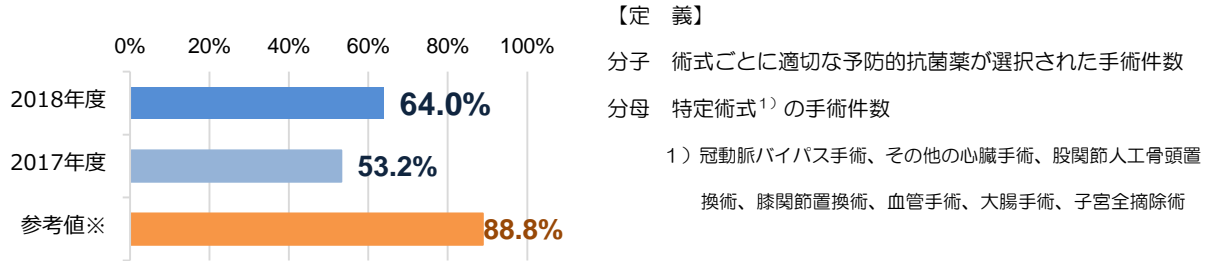 0% 20% 40% 60% 80% 100%
2018年度 64.0%
2017年度 53.2%
参考値※ 88.8%
【定　義】
分子　術式ごとに適切な予防的抗菌薬が選択された手術件数
分母　特定術式¹⁾の手術件数
1）冠動脈バイパス手術、その他の心臓手術、股関節人工骨頭置
換術、膝関節置換術、血管手術、大腸手術、子宮全摘除術